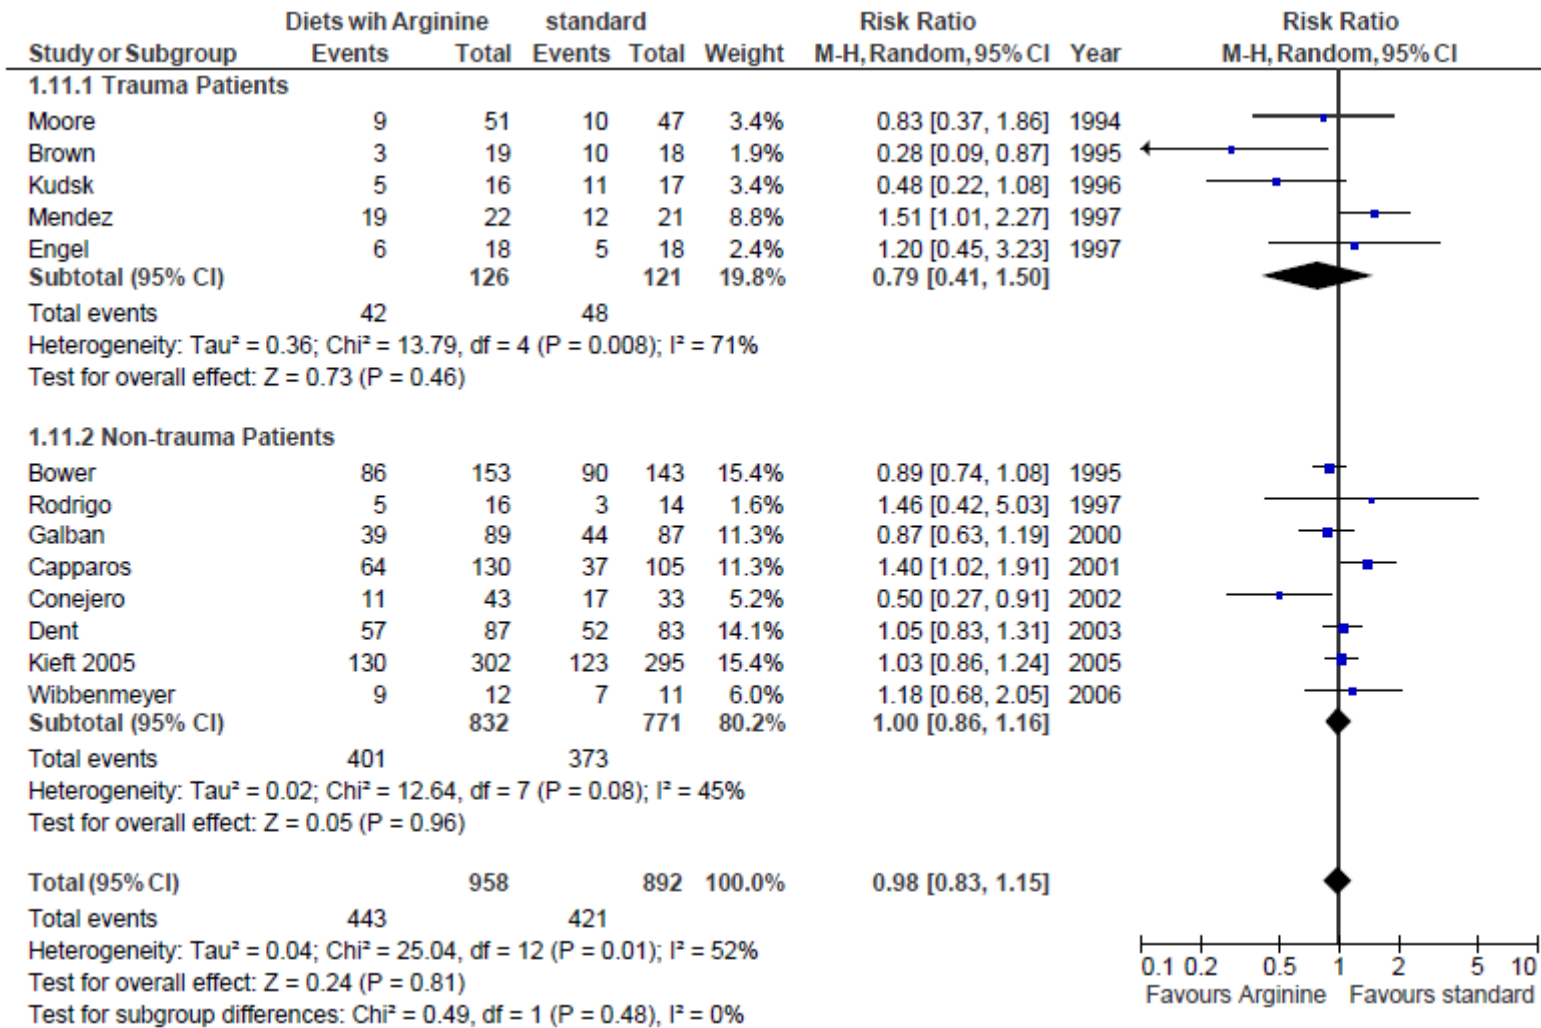 Diets wih Arginine standard Risk Ratio Risk Ratio
Study or Subgroup Events Total Events Total Weight M-H, Random, 95% CI Year M-H, Random, 95% CI
1.11.1 Trauma Patients
Moore 9 51 10 47 3.4% 0.83 [0.37, 1.86] 1994
Brown 3 19 10 18 1.9% 0.28 [0.09, 0.87] 1995
Kudsk 5 16 11 17 3.4% 0.48 [0.22, 1.08] 1996
Mendez 19 22 12 21 8.8% 1.51 [1.01, 2.27] 1997
Engel 6 18 5 18 2.4% 1.20 [0.45, 3.23] 1997
Subtotal (95% CI) 126 121 19.8% 0.79 [0.41, 1.50]
Total events 42 48
Heterogeneity: Tau² = 0.36; Chi² = 13.79, df = 4 (P = 0.008); I² = 71%
Test for overall effect: Z = 0.73 (P = 0.46)
1.11.2 Non-trauma Patients
Bower 86 153 90 143 15.4% 0.89 [0.74, 1.08] 1995
Rodrigo 5 16 3 14 1.6% 1.46 [0.42, 5.03] 1997
Galban 39 89 44 87 11.3% 0.87 [0.63, 1.19] 2000
Capparos 64 130 37 105 11.3% 1.40 [1.02, 1.91] 2001
Conejero 11 43 17 33 5.2% 0.50 [0.27, 0.91] 2002
Dent 57 87 52 83 14.1% 1.05 [0.83, 1.31] 2003
Kieft 2005 130 302 123 295 15.4% 1.03 [0.86, 1.24] 2005
Wibbenmeyer 9 12 7 11 6.0% 1.18 [0.68, 2.05] 2006
Subtotal (95% CI) 832 771 80.2% 1.00 [0.86, 1.16]
Total events 401 373
Heterogeneity: Tau² = 0.02; Chi² = 12.64, df = 7 (P = 0.08); I² = 45%
Test for overall effect: Z = 0.05 (P = 0.96)
Total (95% CI) 958 892 100.0% 0.98 [0.83, 1.15]
Total events 443 421
Heterogeneity: Tau² = 0.04; Chi² = 25.04, df = 12 (P = 0.01); I² = 52%
Test for overall effect: Z = 0.24 (P = 0.81)
Test for subgroup differences: Chi² = 0.49, df = 1 (P = 0.48), I² = 0%
0.1 0.2 0.5 1 2 5 10
Favours Arginine Favours standard